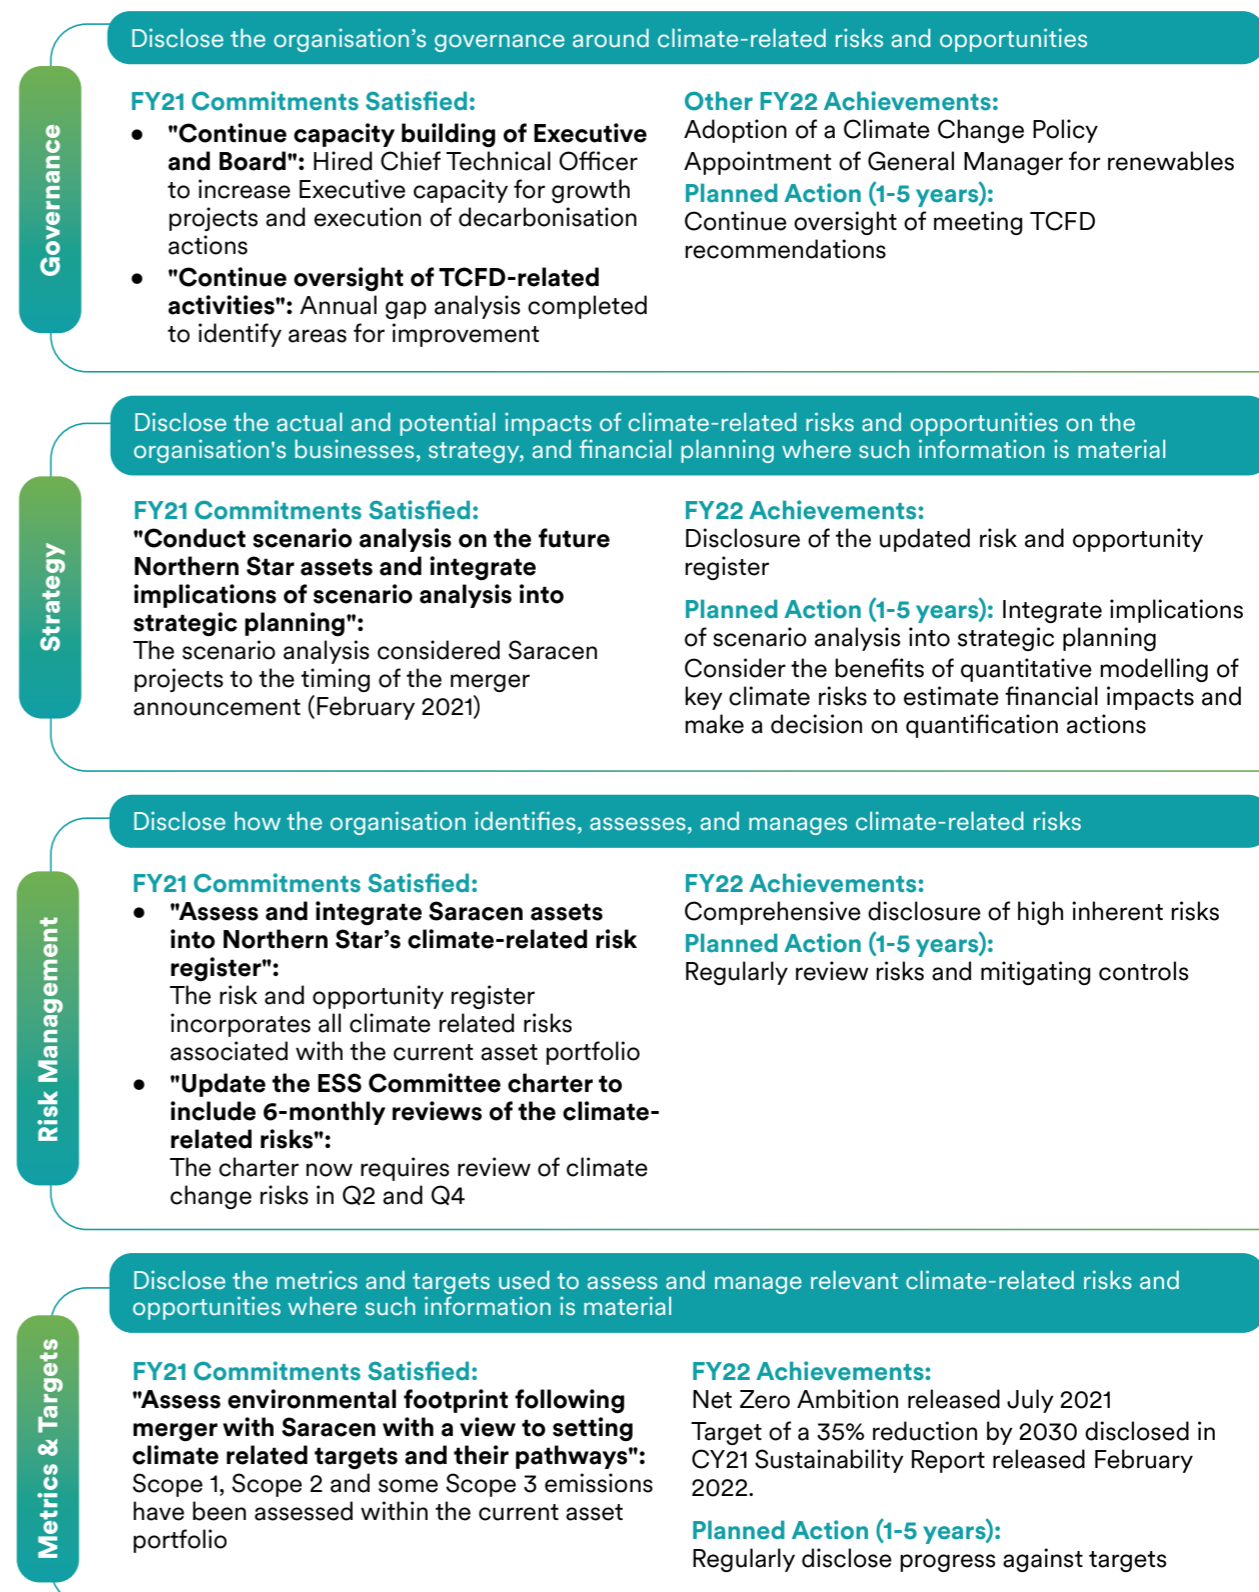 Disclose the organisation’s governance around climate-related risks and opportunities
Governance
FY21 Commitments Satisfied:
● "Continue capacity building of Executive
and Board": Hired Chief Technical Officer
to increase Executive capacity for growth
projects and execution of decarbonisation
actions
● "Continue oversight of TCFD-related
activities": Annual gap analysis completed
to identify areas for improvement
Other FY22 Achievements:
Adoption of a Climate Change Policy
Appointment of General Manager for renewables
Planned Action (1-5 years):
Continue oversight of meeting TCFD
recommendations
Disclose the actual and potential impacts of climate-related risks and opportunities on the
organisation's businesses, strategy, and financial planning where such information is material
Strategy
FY21 Commitments Satisfied:
"Conduct scenario analysis on the future
Northern Star assets and integrate
implications of scenario analysis into
strategic planning":
The scenario analysis considered Saracen
projects to the timing of the merger
announcement (February 2021)
FY22 Achievements:
Disclosure of the updated risk and opportunity
register
Planned Action (1-5 years): Integrate implications
of scenario analysis into strategic planning
Consider the benefits of quantitative modelling of
key climate risks to estimate financial impacts and
make a decision on quantification actions
Disclose how the organisation identifies, assesses, and manages climate-related risks
Risk Management
FY21 Commitments Satisfied:
● "Assess and integrate Saracen assets
into Northern Star’s climate-related risk
register":
The risk and opportunity register
incorporates all climate related risks
associated with the current asset portfolio
● "Update the ESS Committee charter to
include 6-monthly reviews of the climate-
related risks":
The charter now requires review of climate
change risks in Q2 and Q4
FY22 Achievements:
Comprehensive disclosure of high inherent risks
Planned Action (1-5 years):
Regularly review risks and mitigating controls
Disclose the metrics and targets used to assess and manage relevant climate-related risks and
opportunities where such information is material
Metrics & Targets
FY21 Commitments Satisfied:
"Assess environmental footprint following
merger with Saracen with a view to setting
climate related targets and their pathways":
Scope 1, Scope 2 and some Scope 3 emissions
have been assessed within the current asset
portfolio
FY22 Achievements:
Net Zero Ambition released July 2021
Target of a 35% reduction by 2030 disclosed in
CY21 Sustainability Report released February
2022.
Planned Action (1-5 years):
Regularly disclose progress against targets